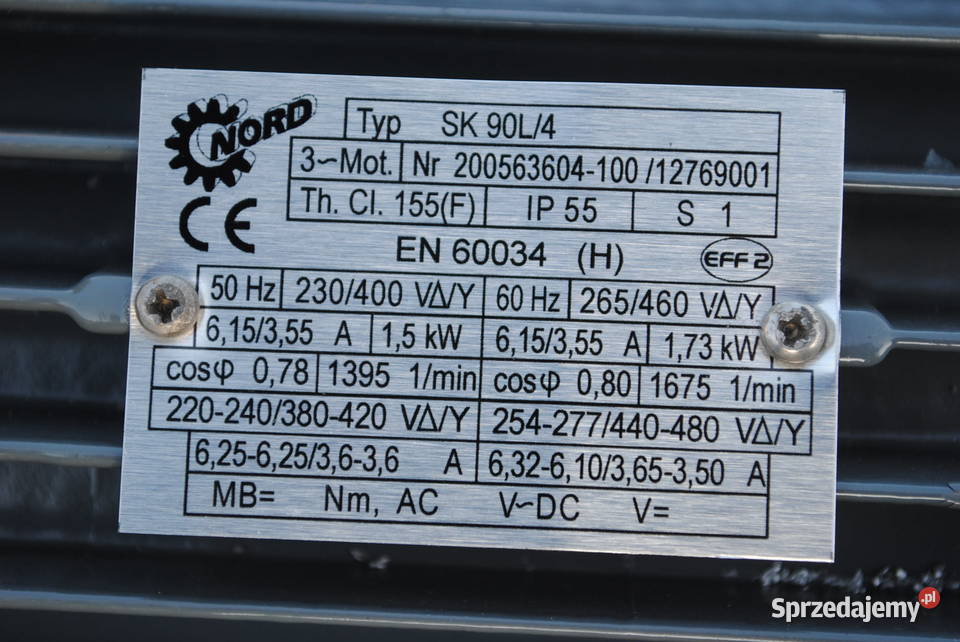 NORD
Typ SK 90L/4
3~Mot. Nr 200563604-100 /12769001
Th. Cl. 155(F) IP 55 S 1
CE
EN 60034 (H) EFF 2
50 Hz 230/400 VΔ/Y 60 Hz 265/460 VΔ/Y
6,15/3,55 A 1,5 kW 6,15/3,55 A 1,73 kW
cosφ 0,78 1395 1/min cosφ 0,80 1675 1/min
220-240/380-420 VΔ/Y 254-277/440-480 VΔ/Y
6,25-6,25/3,6-3,6 A 6,32-6,10/3,65-3,50 A
MB= Nm, AC V~DC V=
Sprzedajemy.pl